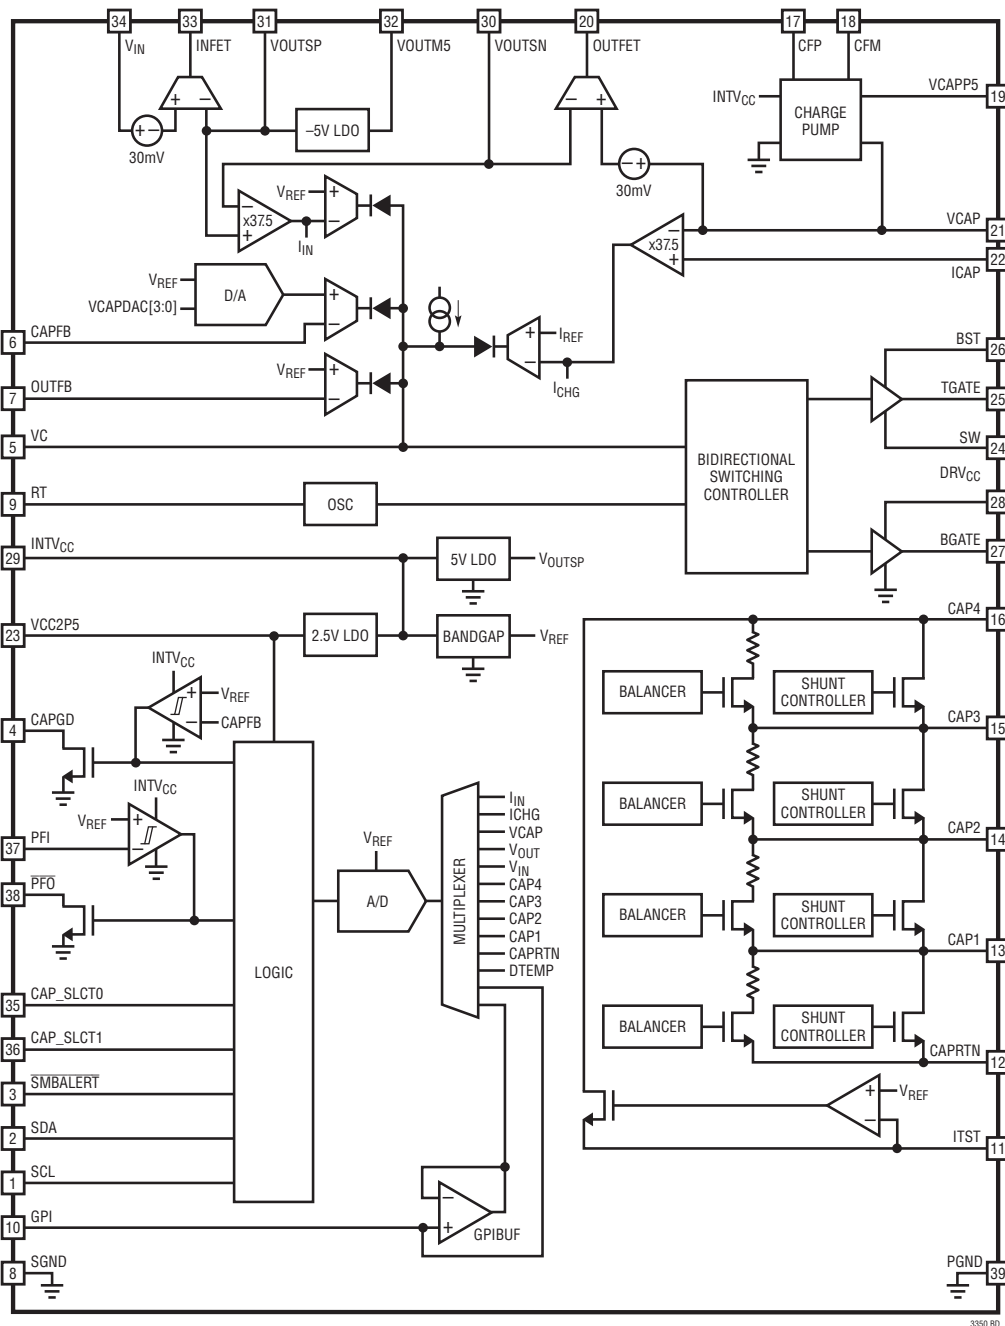 34 33 31 32 30 20 17 18
VIN INFET VOUTSP VOUTM5 VOUTSN OUTFET CFP CFM
INTVCC
CHARGE
PUMP
VCAPP5
19
+ –
– +
+ –
30mV
–5V LDO
– +
30mV
VREF
+
–
–
x37.5
+
IIN
–
x37.5
+
VCAP
21
22
ICAP
VREF
VCAPDAC[3:0]
D/A
+
–
CAPFB
6
+
–
IREF
ICHG
BST
26
VREF
+
–
OUTFB
7
TGATE
25
VC
5
SW
24
BIDIRECTIONAL
SWITCHING
CONTROLLER
DRVCC
28
RT
9
OSC
BGATE
27
INTVCC
29
5V LDO
VOUTSP
VCC2P5
23
2.5V LDO
BANDGAP
VREF
CAP4
16
INTVCC
+
–
VREF
CAPFB
CAPGD
4
BALANCER
SHUNT
CONTROLLER
CAP3
15
INTVCC
VREF
+
–
PFI
37
BALANCER
SHUNT
CONTROLLER
CAP2
14
PFO
38
VREF
A/D
MULTIPLEXER
IIN
ICHG
VCAP
VOUT
VIN
CAP4
CAP3
CAP2
CAP1
CAPRTN
DTEMP
BALANCER
SHUNT
CONTROLLER
CAP1
13
LOGIC
CAP_SLCT0
35
CAP_SLCT1
36
BALANCER
SHUNT
CONTROLLER
CAPRTN
12
SMBALERT
3
+
–
VREF
SDA
2
ITST
11
SCL
1
GPI
10
–
+
GPIBUF
SGND
8
PGND
39
3350 BD